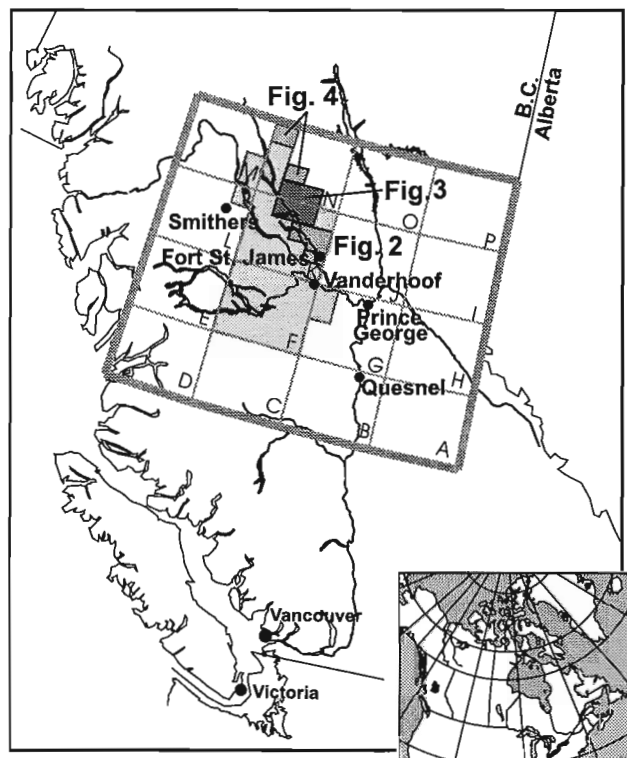 B.C.
Alberta
Fig. 4
M
N
Fig.3
O
P
Smithers
L
Fig. 2
Fort St. James
Vanderhoof
I
Prince
George
E
F
G
H
Quesnel
D
C
B
A
Vancouver
Victoria